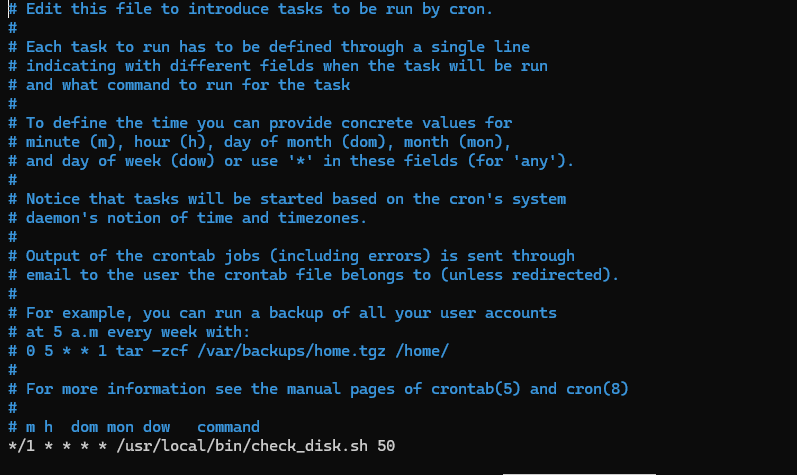 # Edit this file to introduce tasks to be run by cron.
#
# Each task to run has to be defined through a single line
# indicating with different fields when the task will be run
# and what command to run for the task
#
# To define the time you can provide concrete values for
# minute (m), hour (h), day of month (dom), month (mon),
# and day of week (dow) or use '*' in these fields (for 'any').
#
# Notice that tasks will be started based on the cron's system
# daemon's notion of time and timezones.
#
# Output of the crontab jobs (including errors) is sent through
# email to the user the crontab file belongs to (unless redirected).
#
# For example, you can run a backup of all your user accounts
# at 5 a.m every week with:
# 0 5 * * 1 tar -zcf /var/backups/home.tgz /home/
#
# For more information see the manual pages of crontab(5) and cron(8)
#
# m h  dom mon dow   command
*/1 * * * * /usr/local/bin/check_disk.sh 50